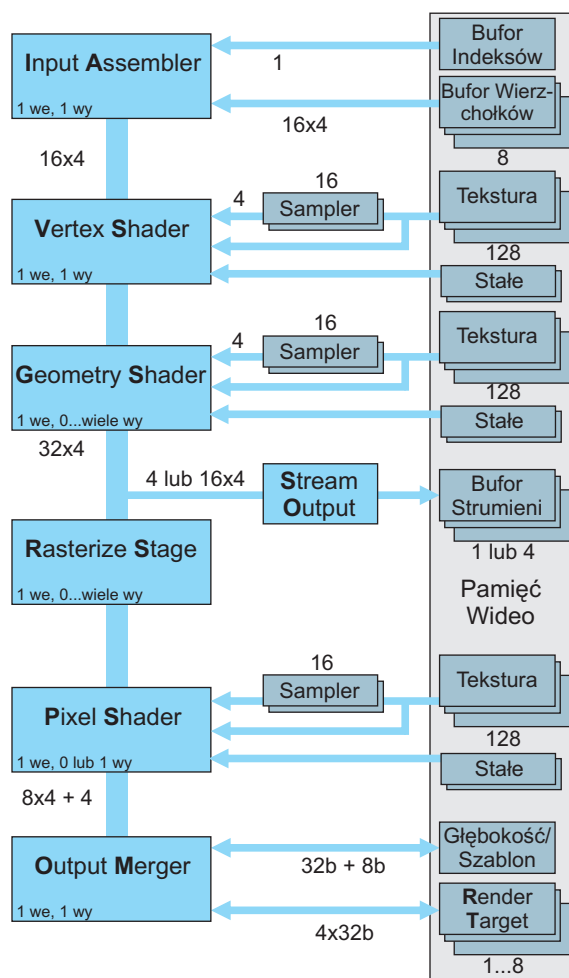 Input Assembler
1 we, 1 wy
1
Bufor
Indeksów
16x4
Bufor Wierz-
chołków
8
16x4
Vertex Shader
1 we, 1 wy
4
16
Sampler
Tekstura
128
Stałe
Geometry Shader
1 we, 0...wiele wy
4
16
Sampler
Tekstura
128
Stałe
32x4
4 lub 16x4
Stream
Output
Bufor
Strumieni
1 lub 4
Rasterize Stage
1 we, 0...wiele wy
Pamięć
Wideo
Pixel Shader
1 we, 0 lub 1 wy
16
Sampler
Tekstura
128
Stałe
8x4 + 4
Output Merger
1 we, 1 wy
32b + 8b
Głębokość/
Szablon
4x32b
Render
Target
1...8